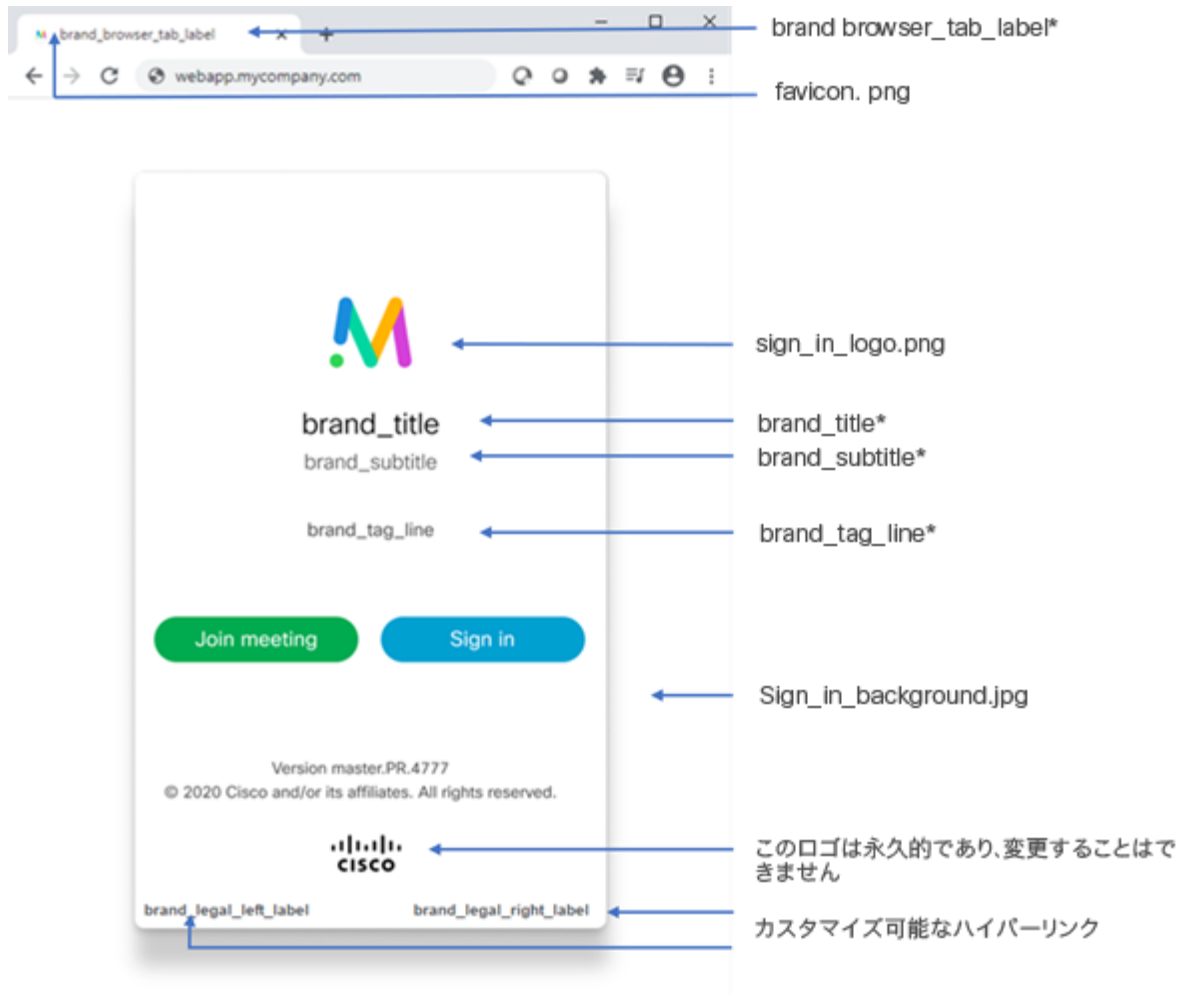 brand_browser_tab_label
brand browser_tab_label*
webapp.mycompany.com
favicon. png
sign_in_logo.png
brand_title
brand_title*
brand_subtitle
brand_subtitle*
brand_tag_line
brand_tag_line*
Join meeting
Sign in
Sign_in_background.jpg
Version master.PR.4777
© 2020 Cisco and/or its affiliates. All rights reserved.
CISCO
このロゴは永久的であり、変更することはで
きません
brand_legal_left_label
brand_legal_right_label
カスタマイズ可能なハイパーリンク